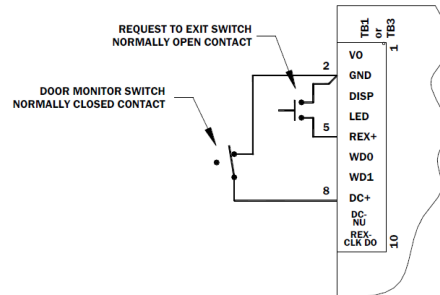 REQUEST TO EXIT SWITCH
NORMALLY OPEN CONTACT
DOOR MONITOR SWITCH
NORMALLY CLOSED CONTACT
TB1
or
TB3
1
VO
2
GND
DISP
LED
5
REX+
WD0
WD1
8
DC+
DC-
NU
REX-
CLK DO
10